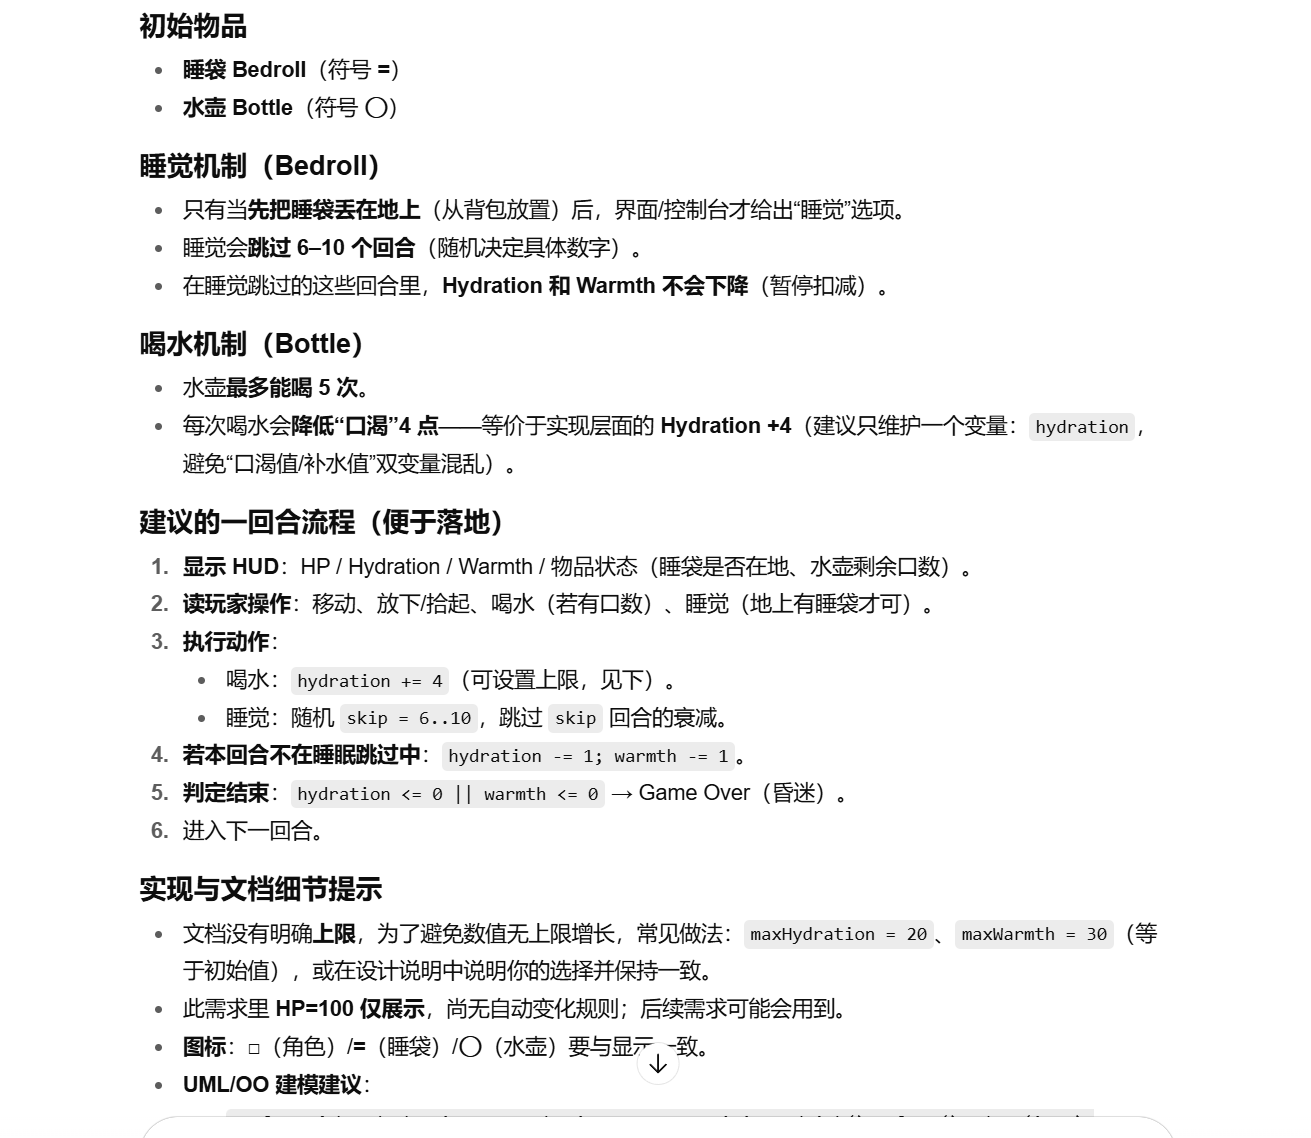 初始物品
睡袋 Bedroll（符号 =）
水壶 Bottle（符号 〇）
睡觉机制（Bedroll）
只有当先把睡袋丢在地上（从背包放置）后，界面/控制台才给出“睡觉”选项。
睡觉会跳过 6–10 个回合（随机决定具体数字）。
在睡觉跳过的这些回合里，Hydration 和 Warmth 不会下降（暂停扣减）。
喝水机制（Bottle）
水壶最多能喝 5 次。
每次喝水会降低“口渴”4 点——等价于实现层面的 Hydration +4（建议只维护一个变量：hydration，
避免“口渴值/补水值”双变量混乱）。
建议的一回合流程（便于落地）
1. 显示 HUD：HP / Hydration / Warmth / 物品状态（睡袋是否在地、水壶剩余口数）。
2. 读玩家操作：移动、放下/拾起、喝水（若有口数）、睡觉（地上有睡袋才可）。
3. 执行动作：
喝水：hydration += 4（可设置上限，见下）。
睡觉：随机 skip = 6..10，跳过 skip 回合的衰减。
4. 若本回合不在睡眠跳过中：hydration -= 1; warmth -= 1。
5. 判定结束：hydration <= 0 || warmth <= 0 → Game Over（昏迷）。
6. 进入下一回合。
实现与文档细节提示
文档没有明确上限，为了避免数值无上限增长，常见做法：maxHydration = 20、maxWarmth = 30（等
于初始值），或在设计说明中说明你的选择并保持一致。
此需求里 HP=100 仅展示，尚无自动变化规则；后续需求可能会用到。
图标：□（角色）/=（睡袋）/〇（水壶）要与显示一致。
UML/OO 建模建议：